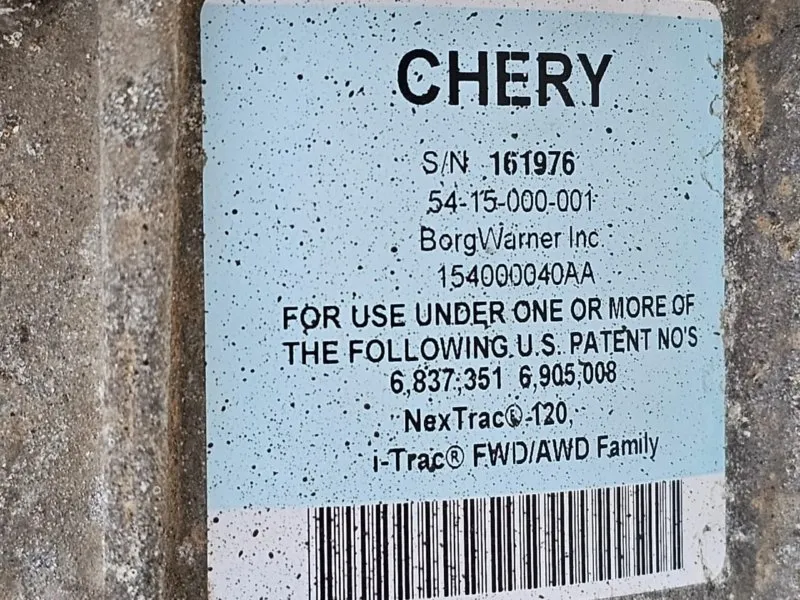 CHERY
S/N 161976
54-15-000-001
BorgWarner Inc
154000040AA
FOR USE UNDER ONE OR MORE OF
THE FOLLOWING U.S. PATENT NO'S
6,837,351 6,905,008
NexTrac®-120,
i-Trac® FWD/AWD Family